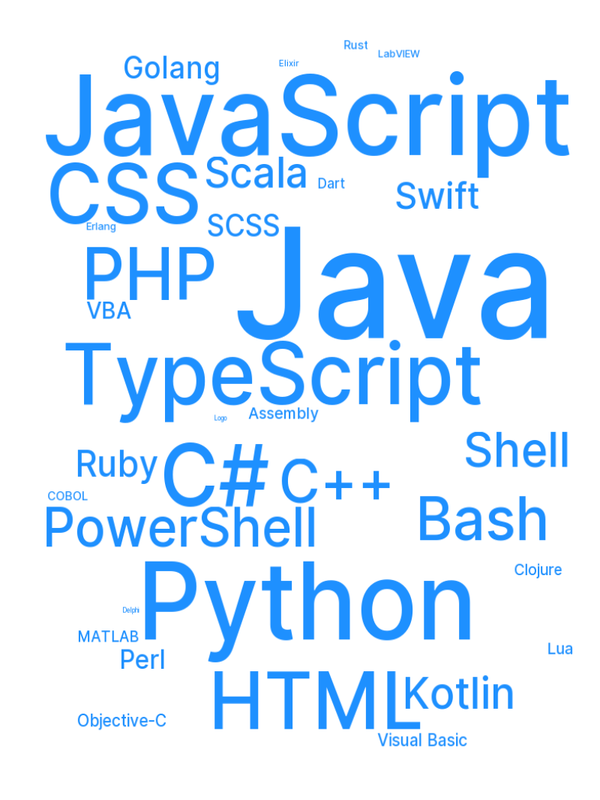 Rust
LabVIEW
Elixir
Golang
JavaScript
CSS
Scala
Dart
Swift
Erlang
SCSS
PHP
Java
VBA
TypeScript
Logo
Assembly
Shell
Ruby
C#
C++
COBOL
PowerShell
Bash
Clojure
Python
Delphi
MATLAB
Lua
Perl
HTML
Kotlin
Objective-C
Visual Basic